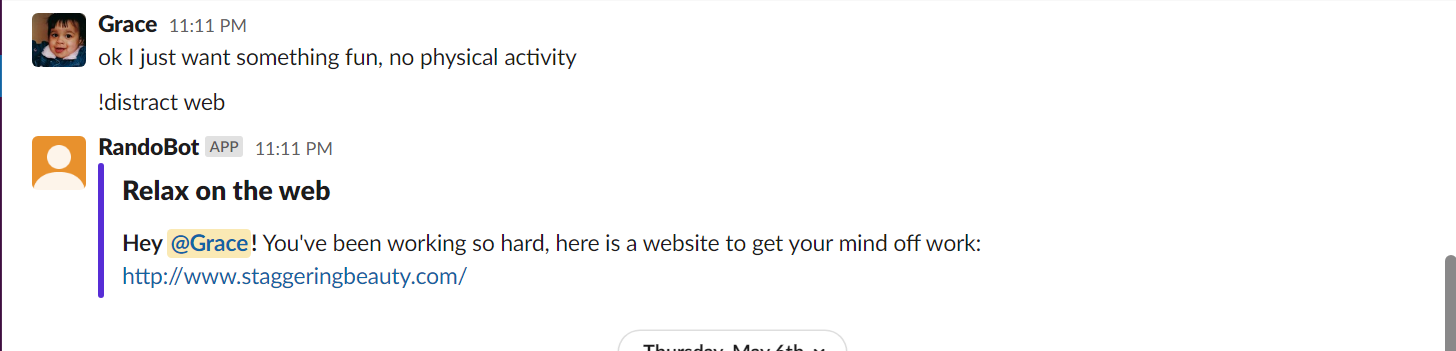 Grace 11:11 PM
ok I just want something fun, no physical activity
!distract web
RandoBot APP 11:11 PM
Relax on the web
Hey @Grace! You've been working so hard, here is a website to get your mind off work:
http://www.staggeringbeauty.com/
Thursday, May 6th